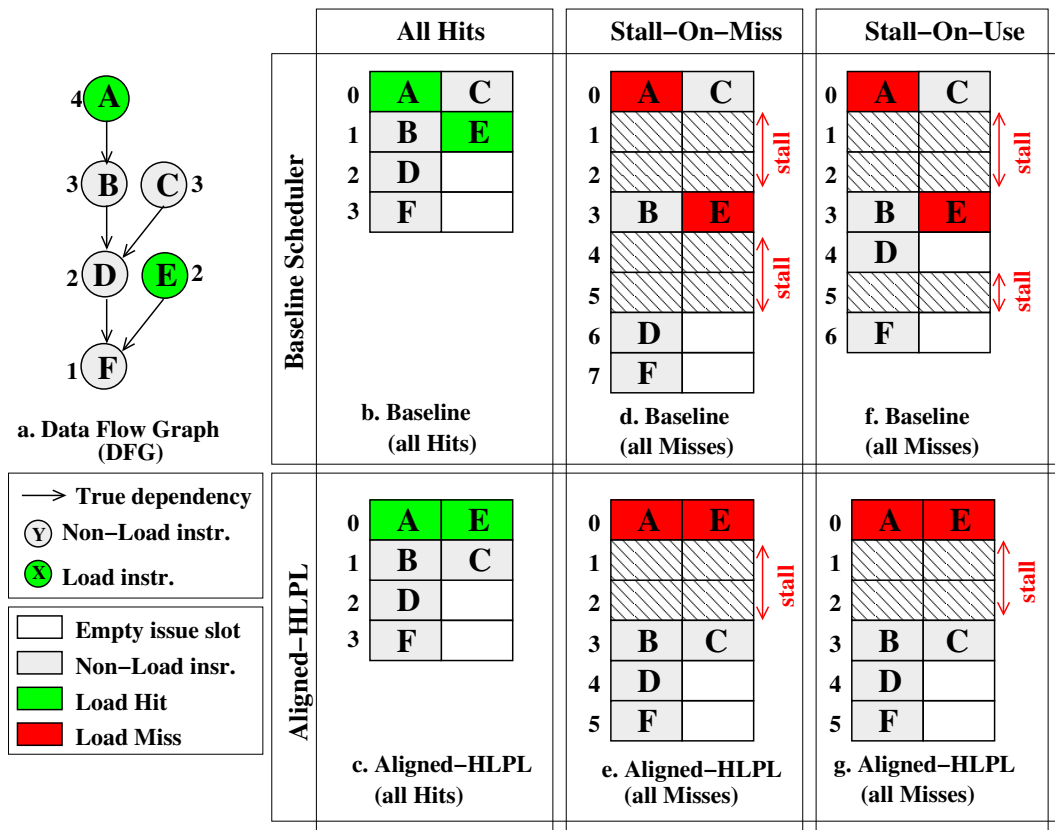 All Hits
Stall-On-Miss
Stall-On-Use
4 A
3 B C 3
2 D E 2
1 F
a. Data Flow Graph
(DFG)
True dependency
Y Non-Load instr.
X Load instr.
Empty issue slot
Non-Load insr.
Load Hit
Load Miss
Baseline Scheduler
0 A C
1 B E
2 D
3 F
b. Baseline
(all Hits)
0 A C
1
2
stall
3 B E
4
5
stall
6 D
7 F
d. Baseline
(all Misses)
0 A C
1
2
stall
3 B E
4 D
5
stall
6 F
f. Baseline
(all Misses)
Aligned-HLPL
0 A E
1 B C
2 D
3 F
c. Aligned-HLPL
(all Hits)
0 A E
1
2
stall
3 B C
4 D
5 F
e. Aligned-HLPL
(all Misses)
0 A E
1
2
stall
3 B C
4 D
5 F
g. Aligned-HLPL
(all Misses)